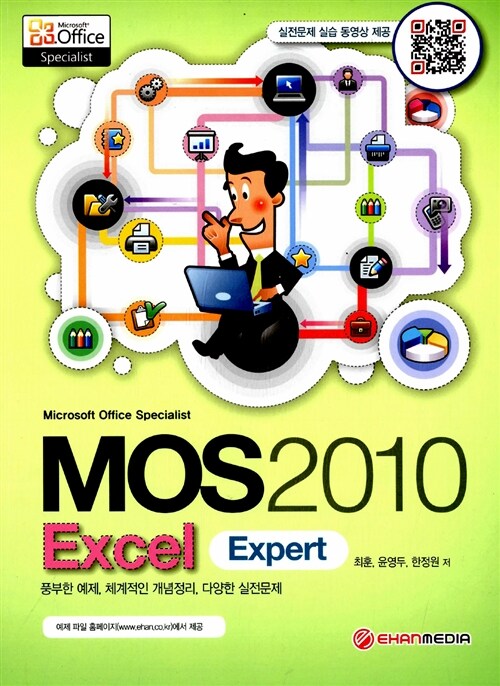 Microsoft®
Office
Specialist
실전문제 실습 동영상 제공
Microsoft Office Specialist
MOS2010
Excel Expert
최훈, 윤영두, 한정원 저
풍부한 예제, 체계적인 개념정리, 다양한 실전문제
예제 파일 홈페이지(www.ehan.co.kr)에서 제공
EHANMEDIA